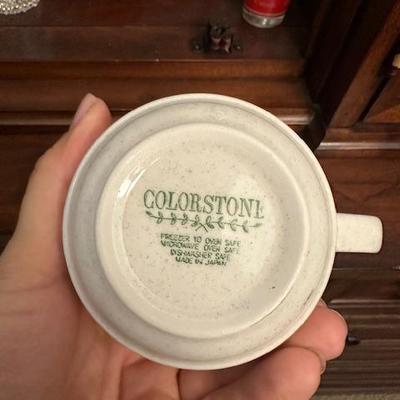 COLORSTONE
FREEZER TO OVEN SAFE
MICROWAVE OVEN SAFE
DISHWASHER SAFE
MADE IN JAPAN